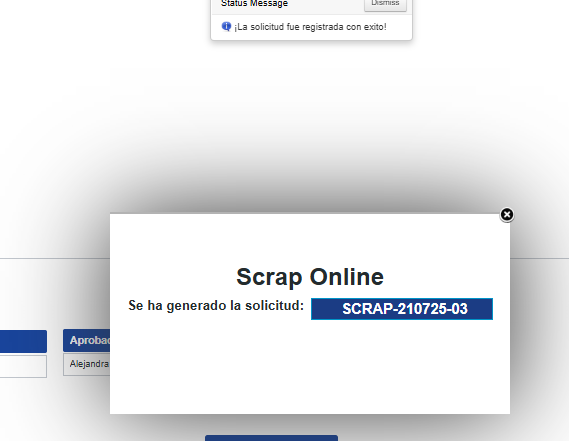 Status Message
Dismiss
¡La solicitud fue registrada con exito!
Scrap Online
Se ha generado la solicitud: SCRAP-210725-03
Alejandra